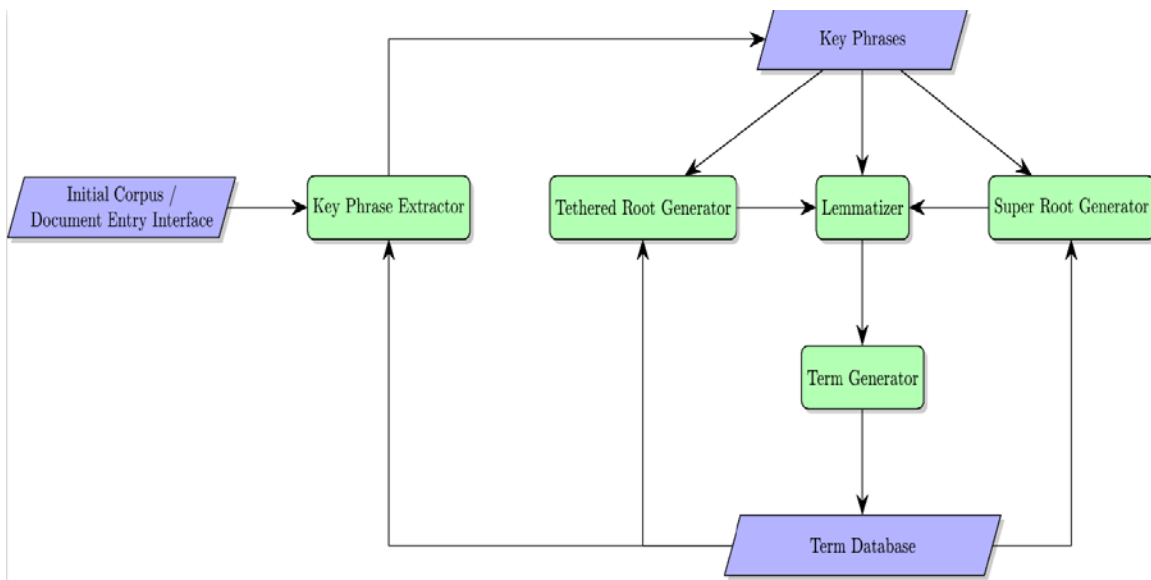 Key Phrases
Initial Corpus /
Document Entry Interface
Key Phrase Extractor
Tethered Root Generator
Lemmatizer
Super Root Generator
Term Generator
Term Database